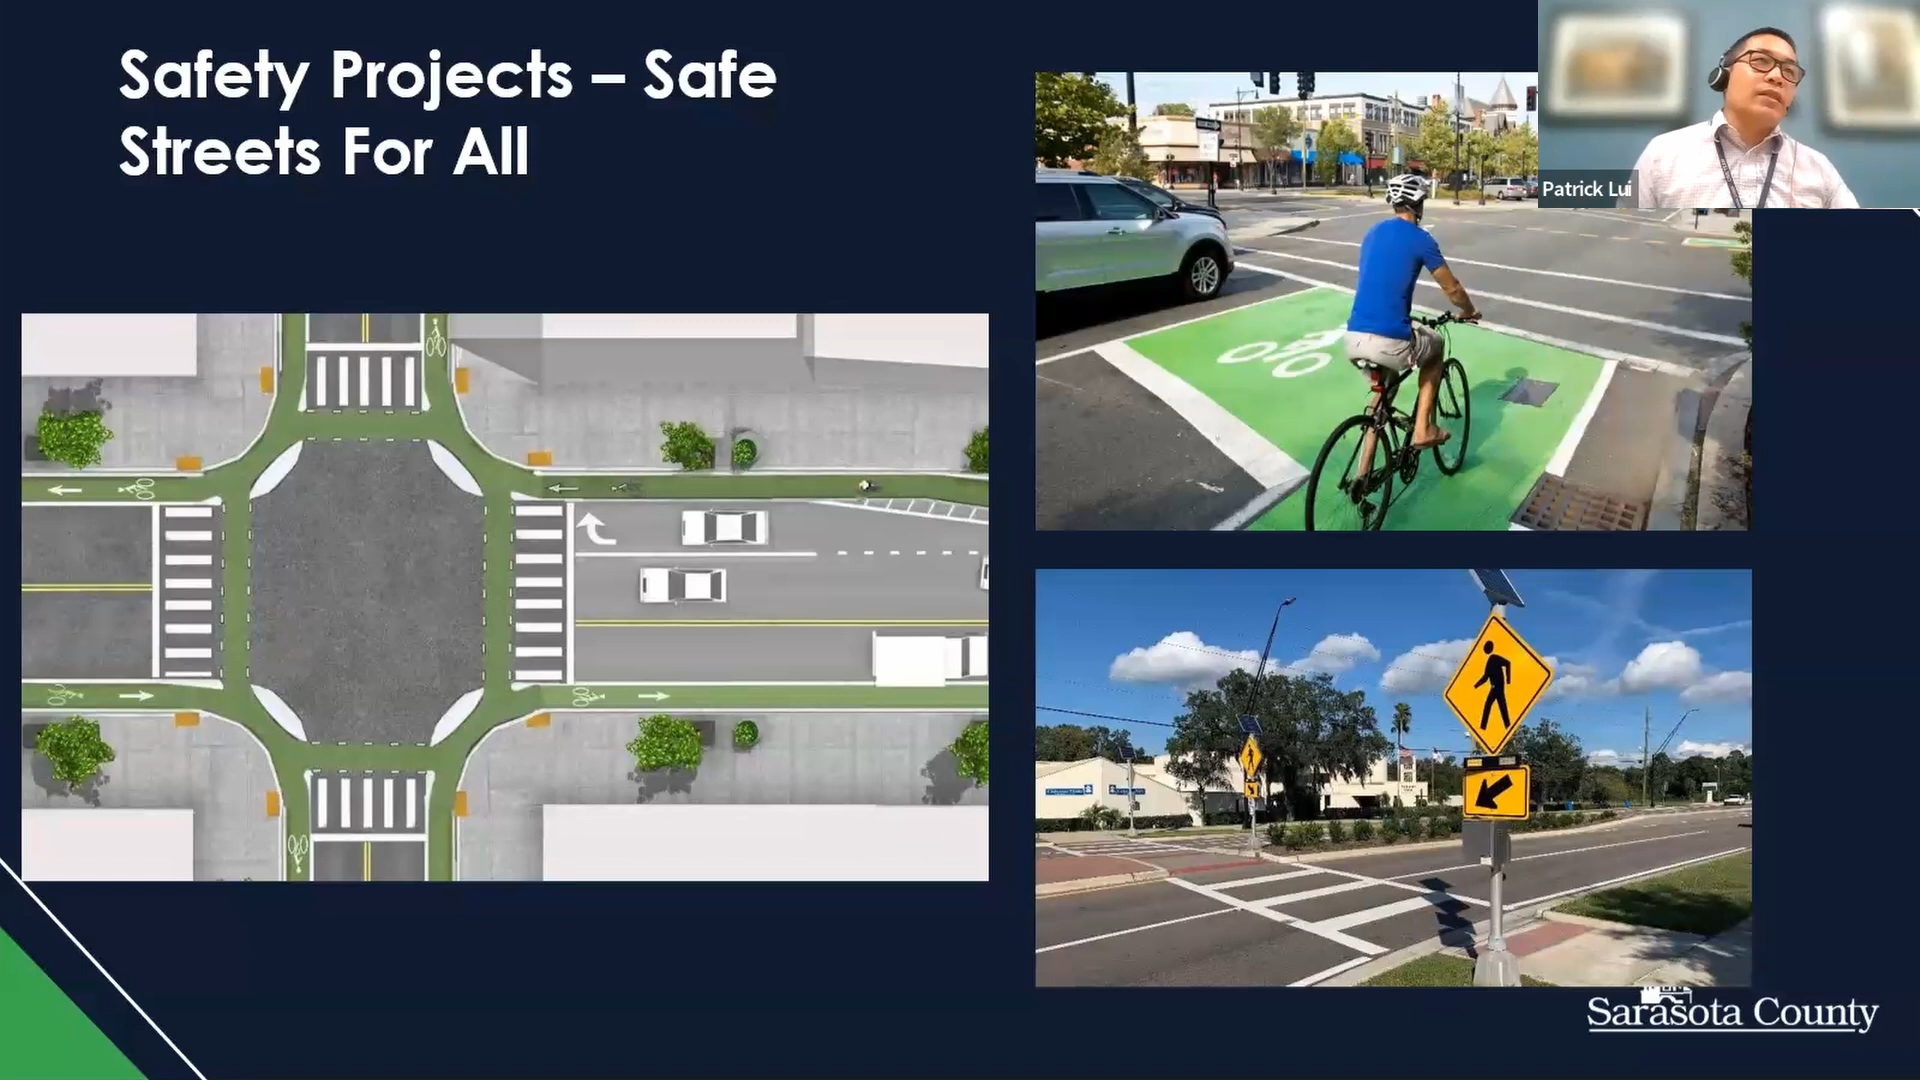 Safety Projects – Safe
Streets For All
Patrick Lui
Sarasota County